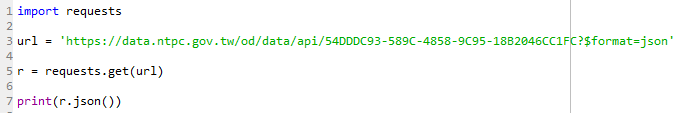 1 import requests
2
3 url = 'https://data.ntpc.gov.tw/od/data/api/54DDDC93-589C-4858-9C95-18B2046CC1FC?$format=json'
4
5 r = requests.get(url)
6
7 print(r.json())